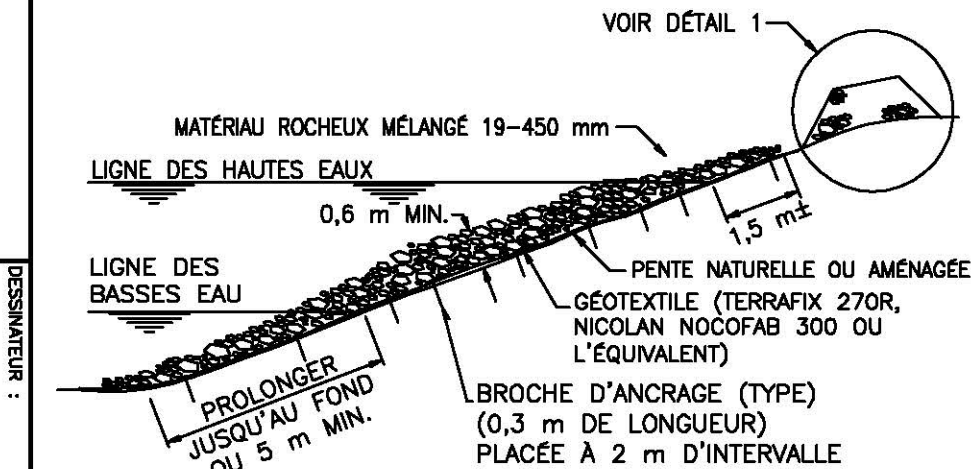 VOIR DÉTAIL 1
MATÉRIAU ROCHEUX MÉLANGÉ 19-450 mm
LIGNE DES HAUTES EAUX
0,6 m MIN.
1,5 m±
LIGNE DES
BASSES EAU
PENTE NATURELLE OU AMÉNAGÉE
GÉOTEXTILE (TERRAFIX 270R,
NICOLAN NOCOFAB 300 OU
L'ÉQUIVALENT)
BROCHE D'ANCRAGE (TYPE)
(0,3 m DE LONGUEUR)
PLACÉE À 2 m D'INTERVALLE
PROLONGER
JUSQU'AU FOND
OU 5 m MIN.
DESSINATEUR :